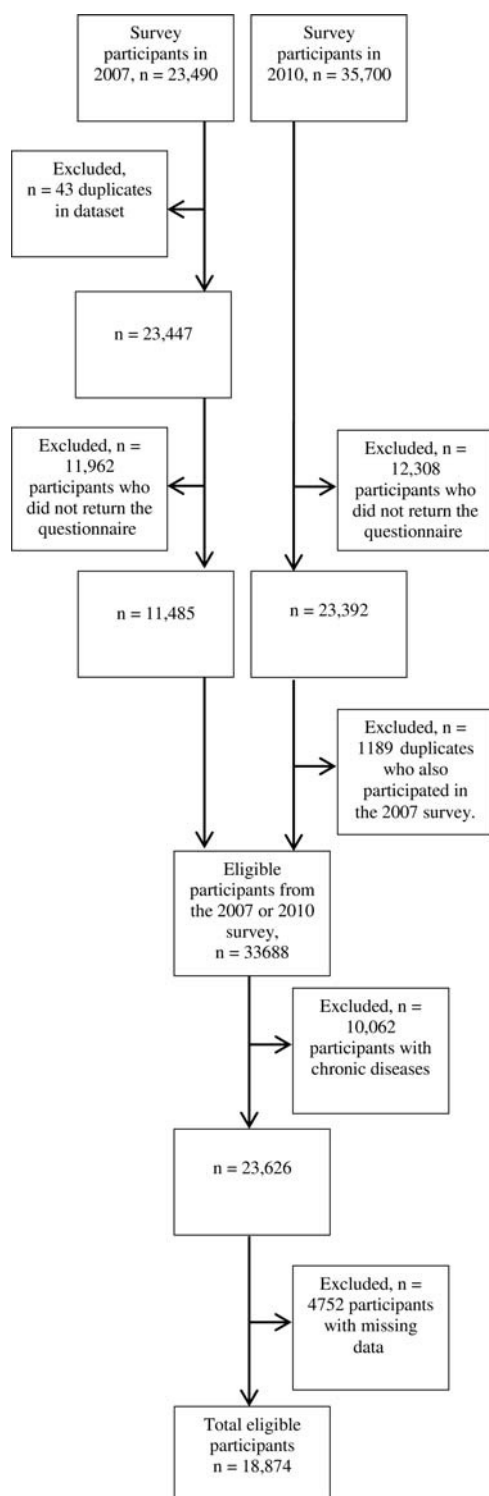 Survey
participants in
2007, n = 23,490
Survey
participants in
2010, n = 35,700
Excluded,
n = 43 duplicates
in dataset
n = 23,447
Excluded, n =
11,962
participants who
did not return the
questionnaire
Excluded, n =
12,308
participants who
did not return the
questionnaire
n = 11,485
n = 23,392
Excluded, n =
1189 duplicates
who also
participated in
the 2007 survey.
Eligible
participants from
the 2007 or 2010
survey,
n = 33688
Excluded, n =
10,062
participants with
chronic diseases
n = 23,626
Excluded, n =
4752 participants
with missing
data
Total eligible
participants
n = 18,874